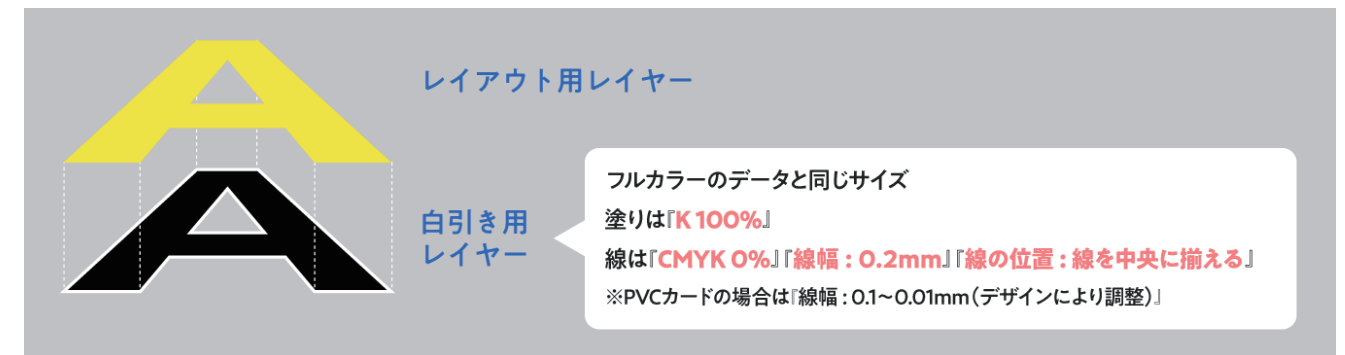 レイアウト用レイヤー
白引き用
レイヤー
フルカラーのデータと同じサイズ
塗りは『K 100%』
線は『CMYK 0%』『線幅：0.2mm』『線の位置：線を中央に揃える』
※PVCカードの場合は『線幅：0.1～0.01mm（デザインにより調整）』
A
A